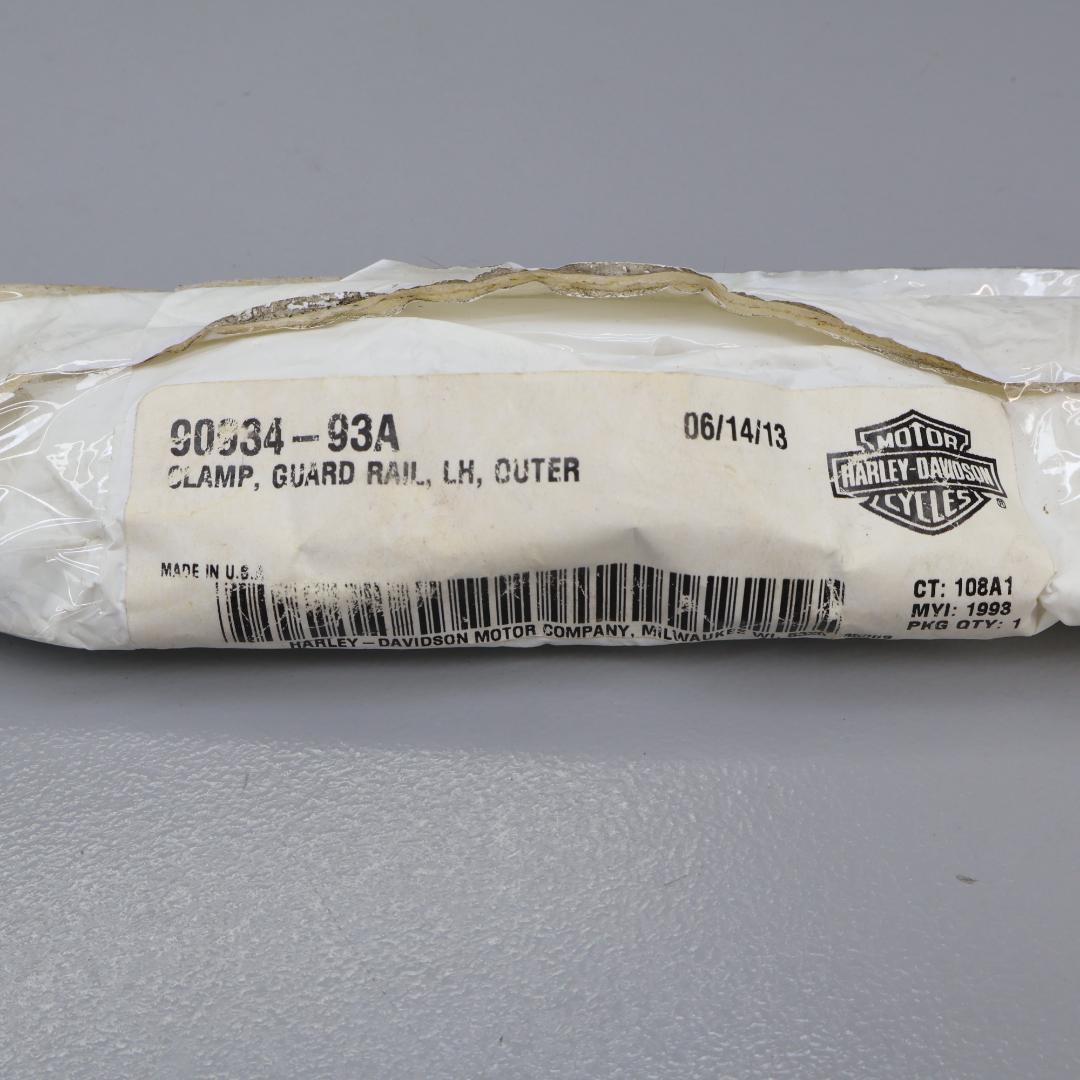 90934-93A
CLAMP, GUARD RAIL, LH, OUTER
06/14/13
MOTOR
HARLEY-DAVIDSON
CYCLES
®
MADE IN U.S.A
CT: 108A1
MYI: 1993
PKG QTY: 1
HARLEY-DAVIDSON MOTOR COMPANY, MILWAUKEE WI,